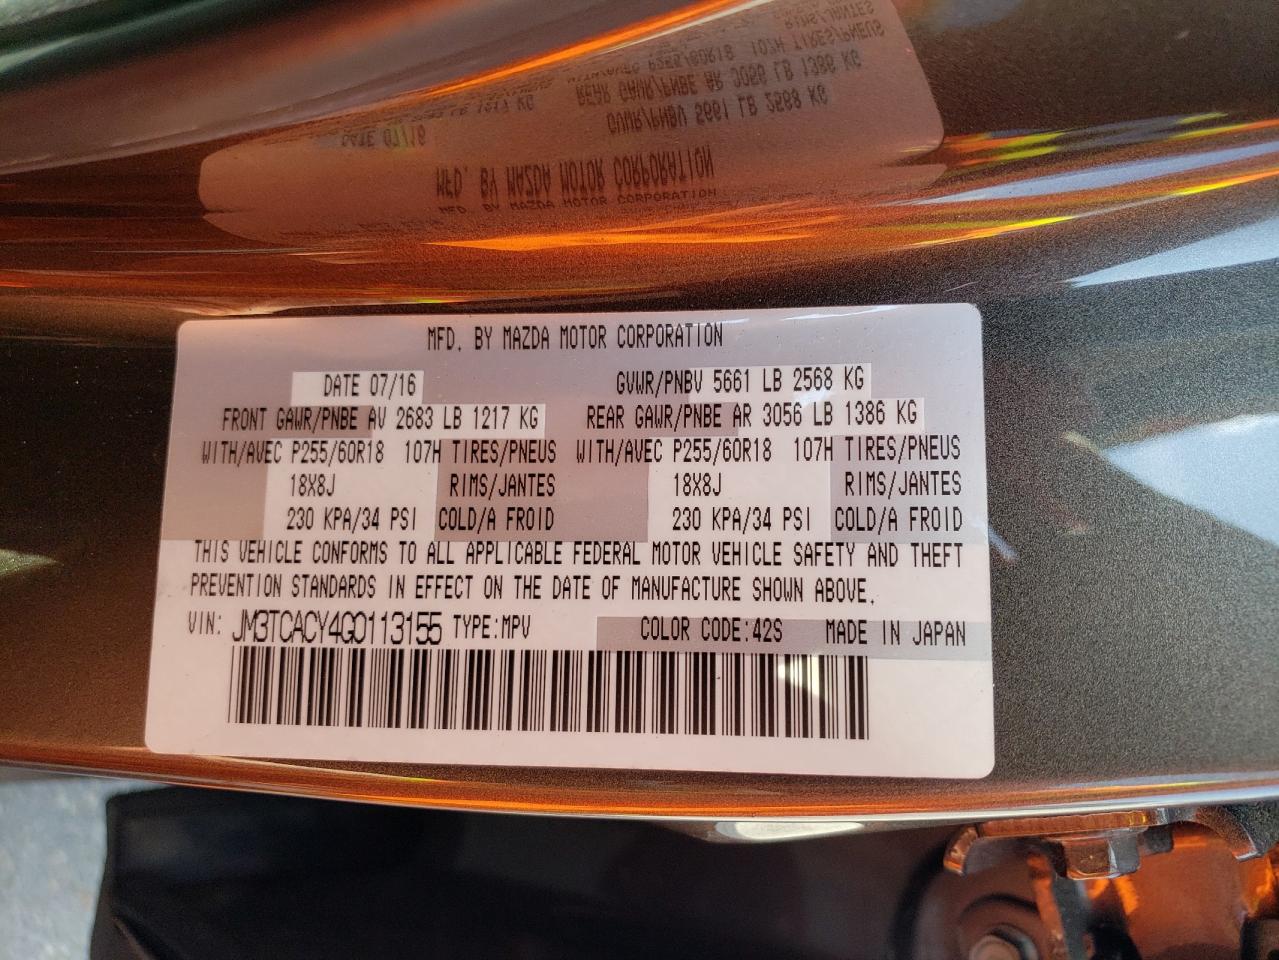 MFD. BY MAZDA MOTOR CORPORATION
DATE 07/16 GVWR/PNBV 5661 LB 2568 KG
FRONT GAWR/PNBE AV 2683 LB 1217 KG REAR GAWR/PNBE AR 3056 LB 1386 KG
WITH/AVEC P255/60R18 107H TIRES/PNEUS WITH/AVEC P255/60R18 107H TIRES/PNEUS
18X8J RIMS/JANTES 18X8J RIMS/JANTES
230 KPA/34 PSI COLD/A FROID 230 KPA/34 PSI COLD/A FROID
THIS VEHICLE CONFORMS TO ALL APPLICABLE FEDERAL MOTOR VEHICLE SAFETY AND THEFT
PREVENTION STANDARDS IN EFFECT ON THE DATE OF MANUFACTURE SHOWN ABOVE.
VIN: JM3TCACY4G0113155 TYPE:MPV COLOR CODE:42S MADE IN JAPAN